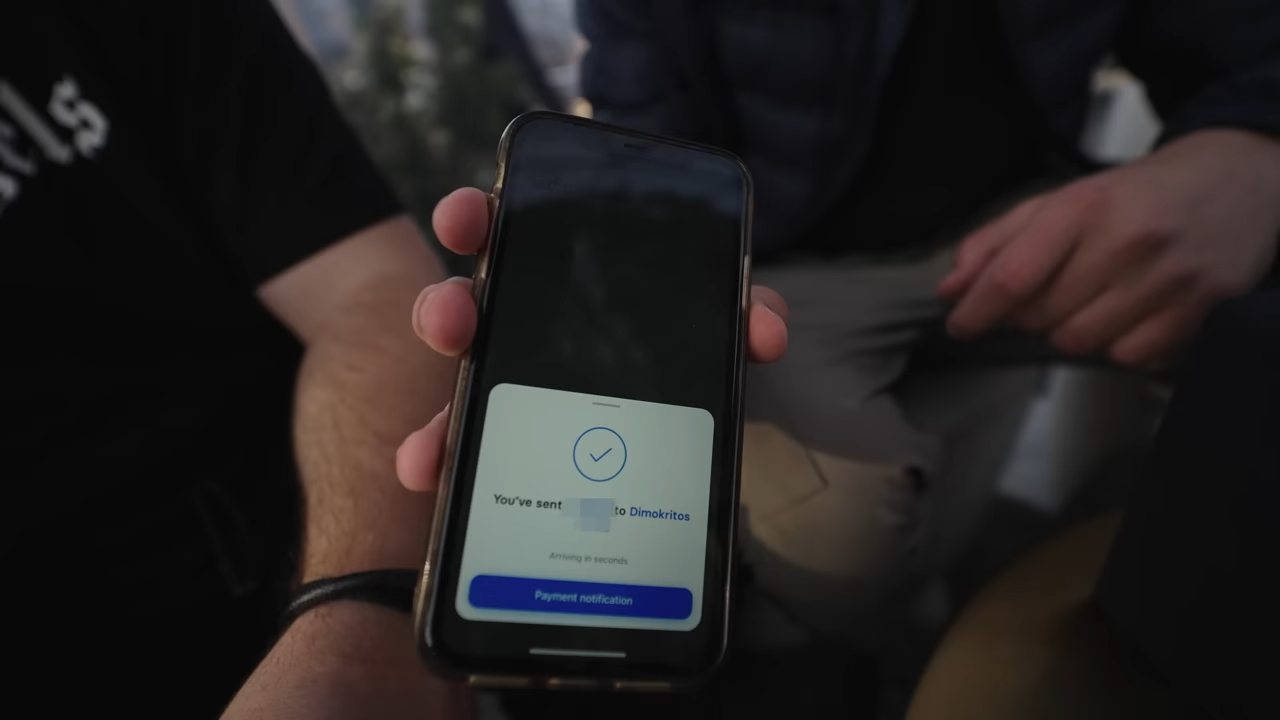 You've sent to Dimokritos
Arriving in seconds
Payment notification